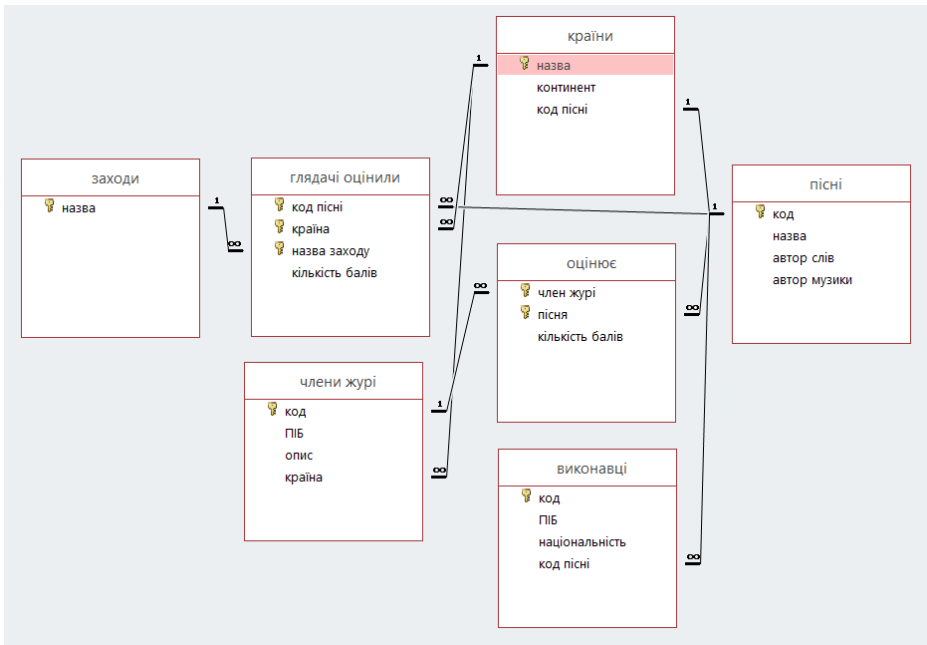 країни
назва
континент
код пісні
1
1
заходи
назва
1
∞
глядачі оцінили
код пісні
країна
назва заходу
кількість балів
∞
∞
пісні
код
назва
автор слів
автор музики
1
оцінює
член журі
пісня
кількість балів
∞
∞
члени журі
код
ПІБ
опис
країна
1
∞
виконавці
код
ПІБ
національність
код пісні
∞